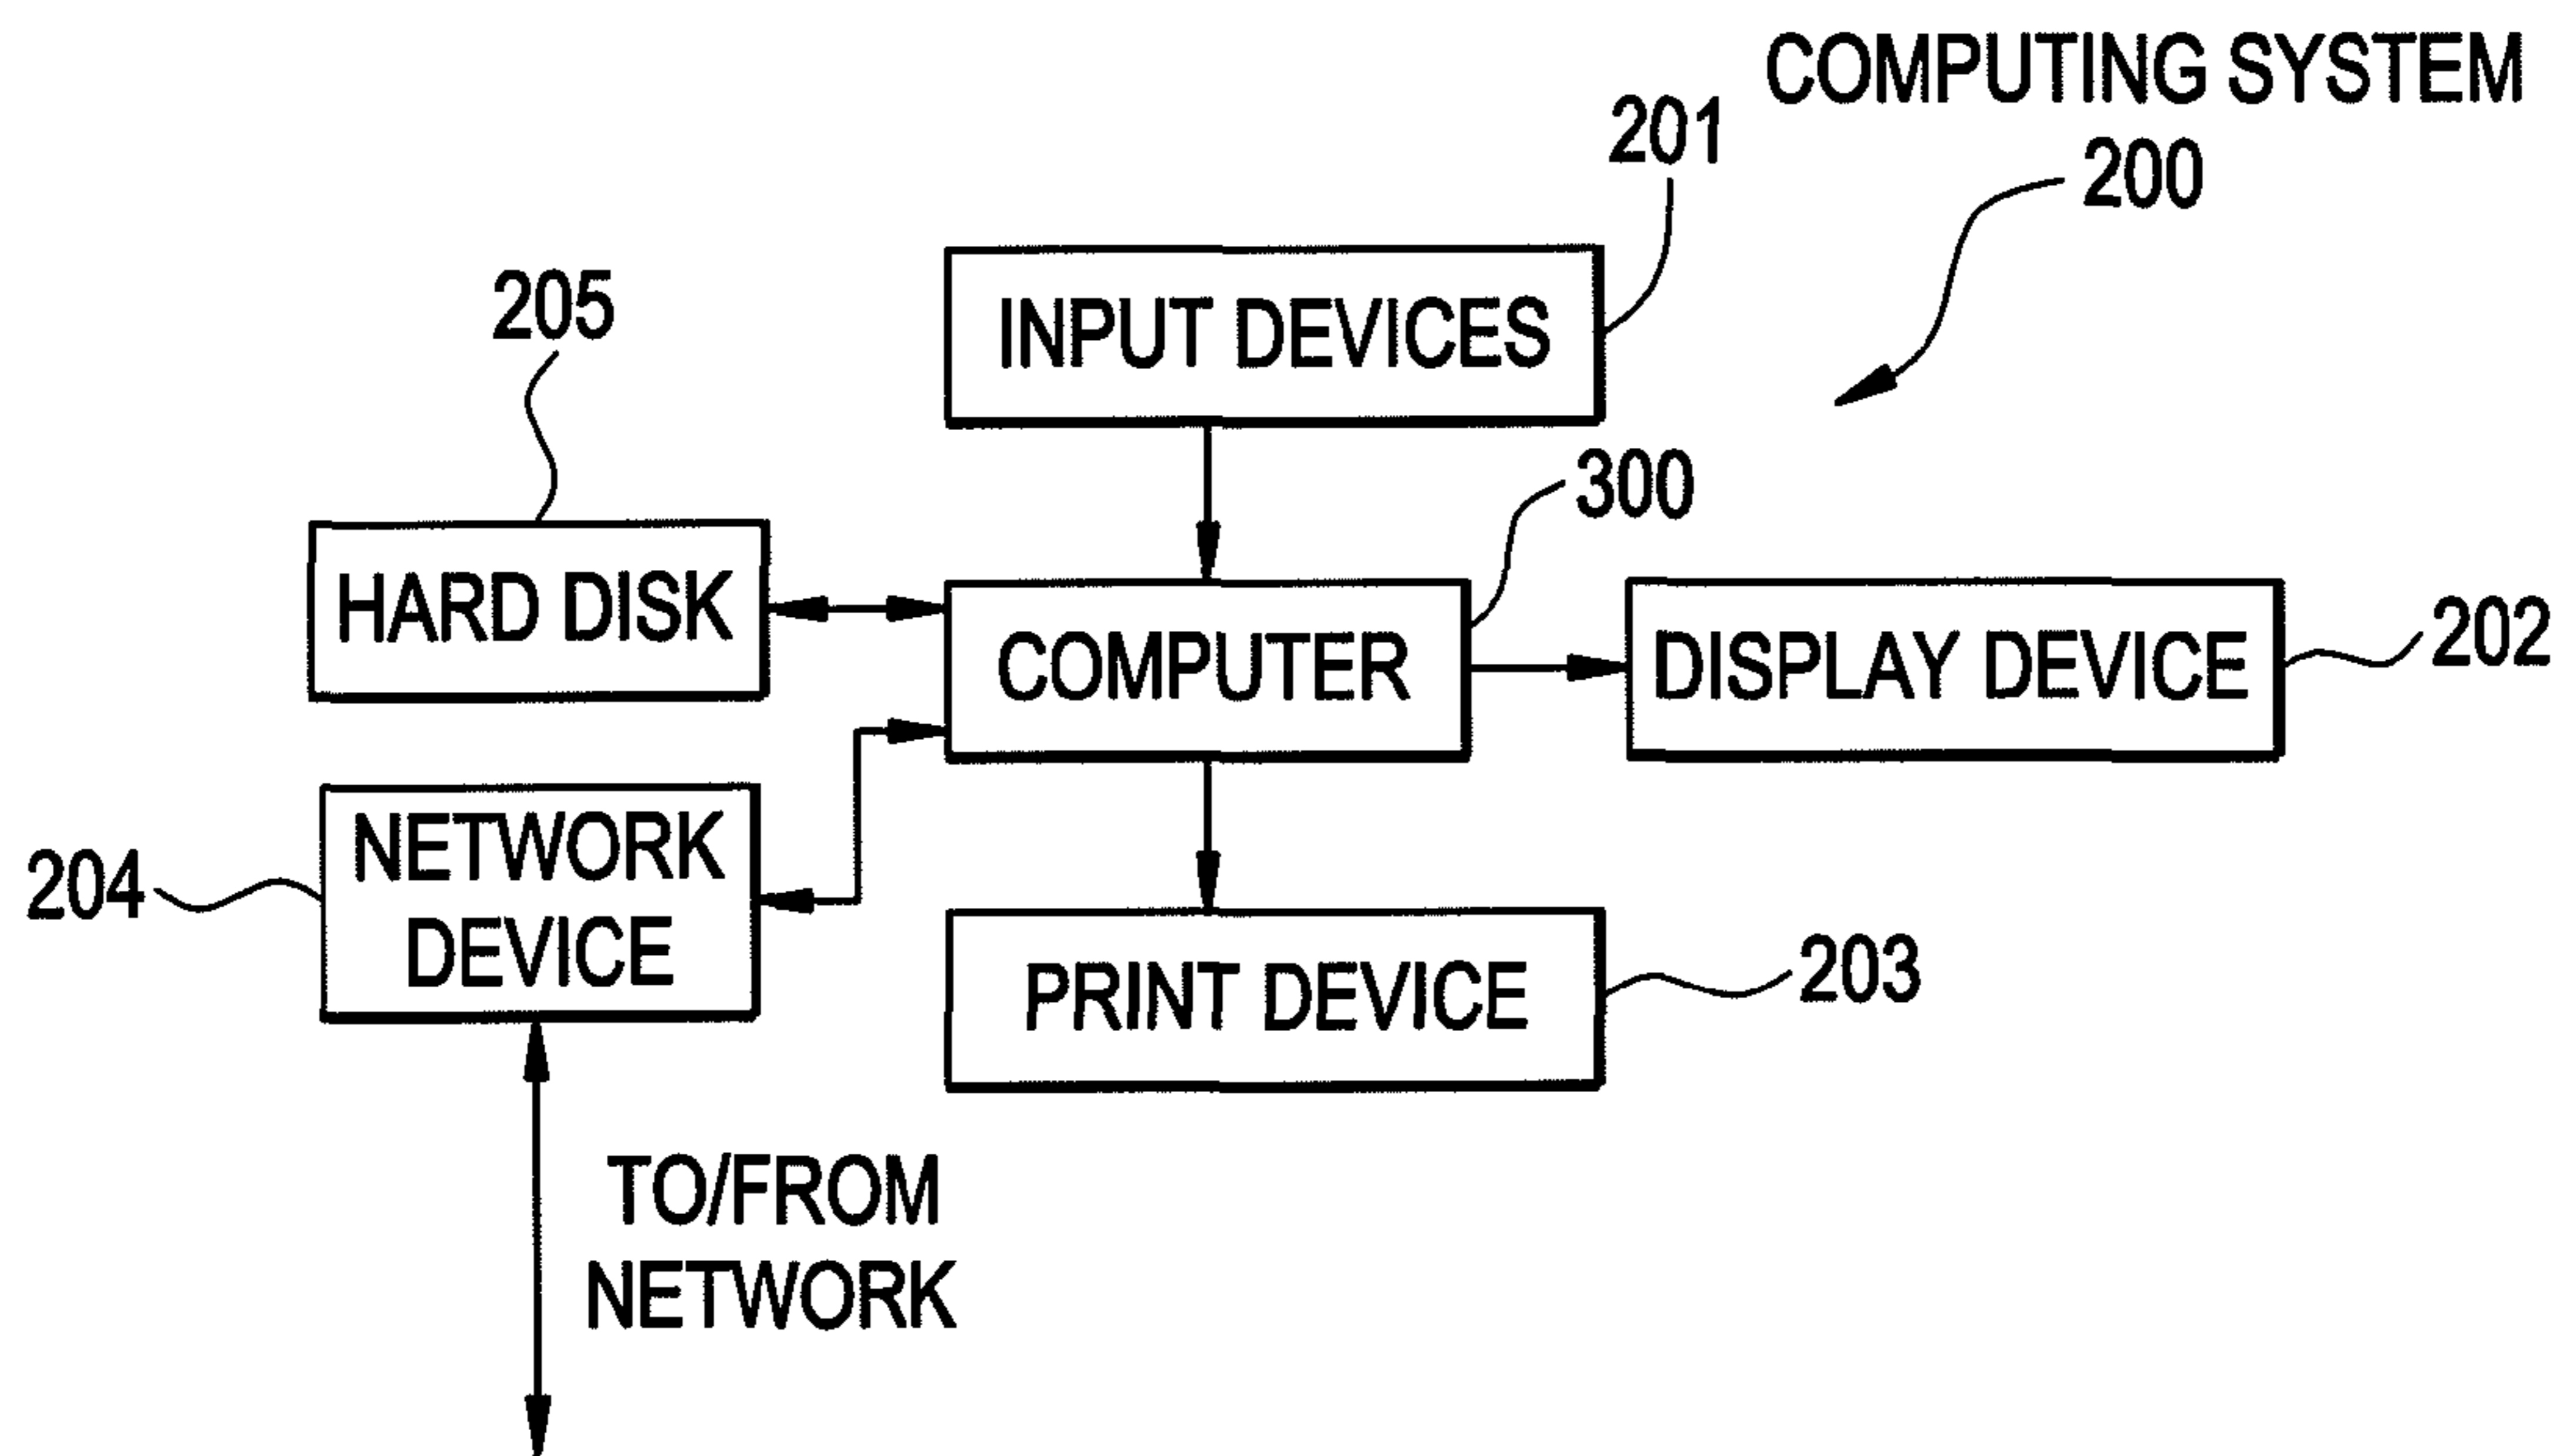 COMPUTING SYSTEM
200
201
INPUT DEVICES
205
HARD DISK
300
COMPUTER
DISPLAY DEVICE
202
204
NETWORK
DEVICE
PRINT DEVICE
203
TO/FROM
NETWORK